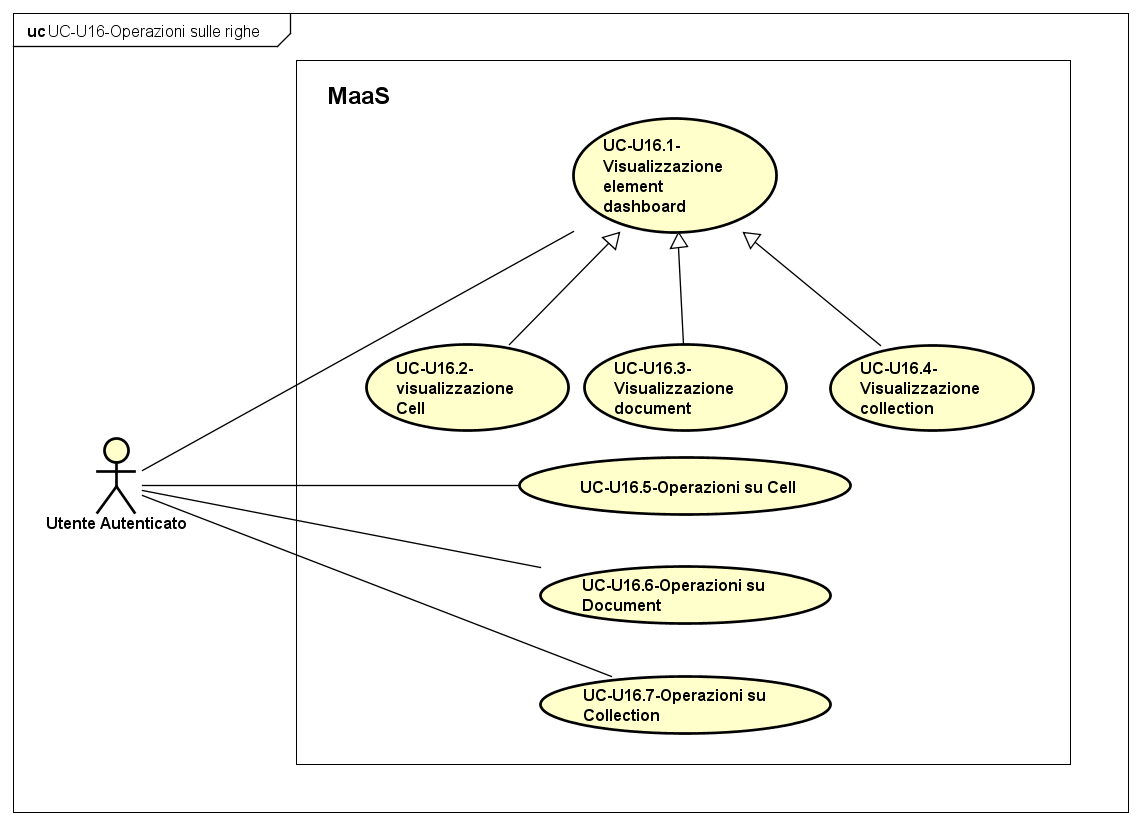 uc UC-U16-Operazioni sulle righe
MaaS
UC-U16.1-
Visualizzazione
element
dashboard
UC-U16.2-
visualizzazione
Cell
UC-U16.3-
Visualizzazione
document
UC-U16.4-
Visualizzazione
collection
UC-U16.5-Operazioni su Cell
Utente Autenticato
UC-U16.6-Operazioni su
Document
UC-U16.7-Operazioni su
Collection